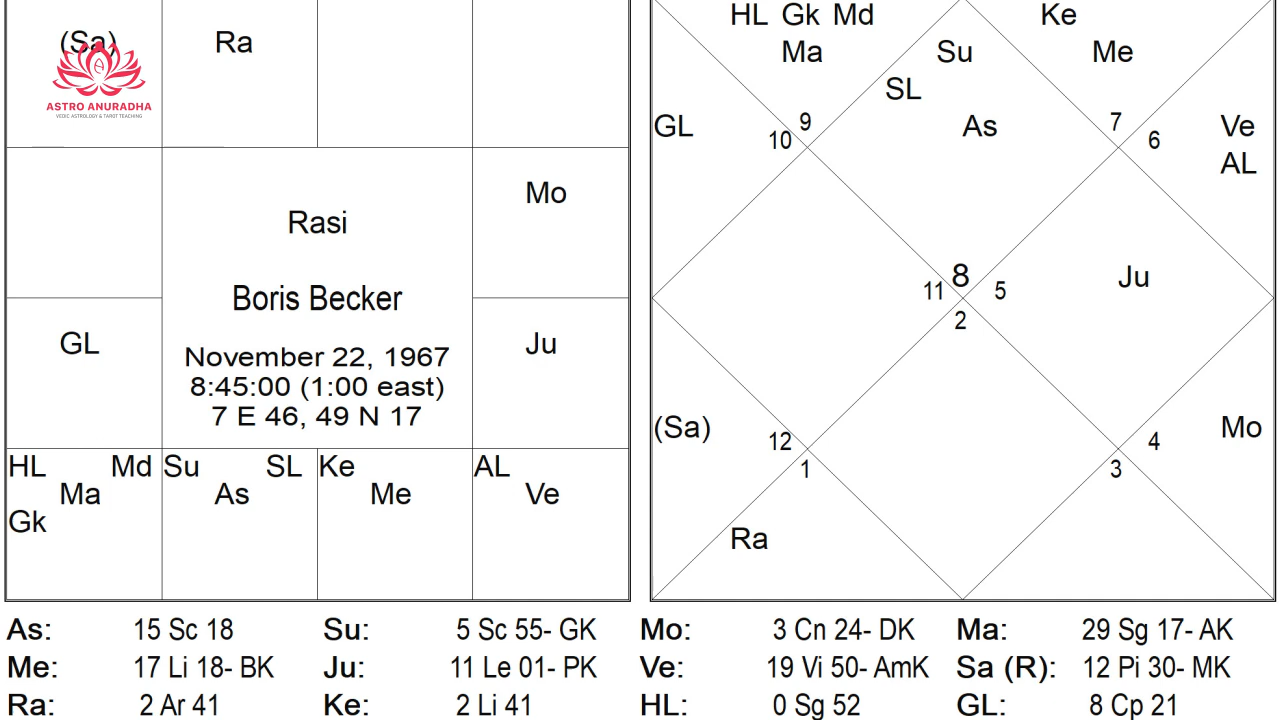 (Sa) Ra
ASTRO ANURADHA
VEDIC ASTROLOGY & TAROT TEACHING
Mo
Rasi
Boris Becker
GL Ju
November 22, 1967
8:45:00 (1:00 east)
7 E 46, 49 N 17
HL Md Su SL Ke AL
Ma As Me Ve
Gk
HL Gk Md Ke
Ma Su Me
SL
GL As Ve
9 7
10 6
AL
8 Ju
11 5
2
(Sa) Mo
12 4
1 3
Ra
As: 15 Sc 18 Su: 5 Sc 55- GK Mo: 3 Cn 24- DK Ma: 29 Sg 17- AK
Me: 17 Li 18- BK Ju: 11 Le 01- PK Ve: 19 Vi 50- AmK Sa (R): 12 Pi 30- MK
Ra: 2 Ar 41 Ke: 2 Li 41 HL: 0 Sg 52 GL: 8 Cp 21